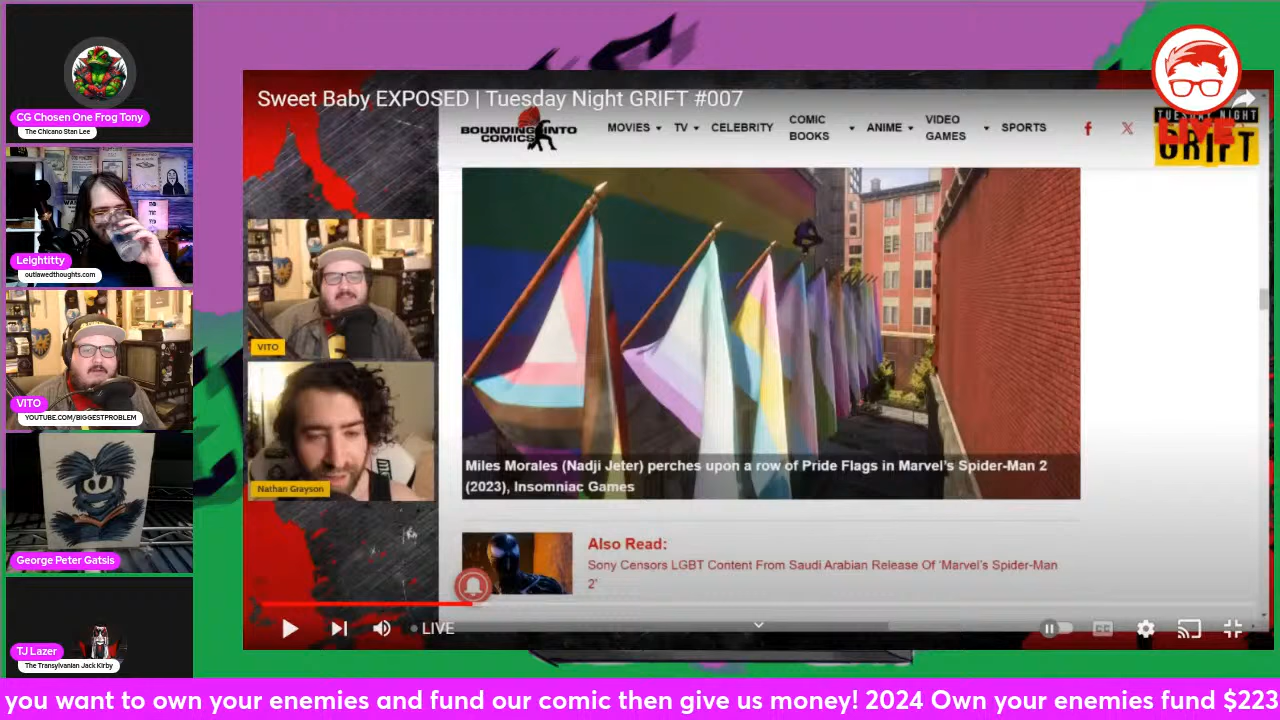 CG Chosen One Frog Tony
The Chicano Stan Lee
Leightitty
outlawedthoughts.com
VITO
YOUTUBE.COM/BIGGESTPROBLEM
George Peter Gatsis
TJ Lazer
The Transylvanian Jack Kirby
Sweet Baby EXPOSED | Tuesday Night GRIFT #007
BOUNDING INTO
COMICS
MOVIES
TV
CELEBRITY
COMIC
BOOKS
ANIME
VIDEO
GAMES
SPORTS
TUESDAY NIGHT
GRIFT
LIVE
VITO
Nathan Grayson
Miles Morales (Nadji Jeter) perches upon a row of Pride Flags in Marvel's Spider-Man 2
(2023), Insomniac Games
Also Read:
Sony Censors LGBT Content From Saudi Arabian Release Of 'Marvel's Spider-Man
2'
LIVE
CC
you want to own your enemies and fund our comic then give us money! 2024 Own your enemies fund $223